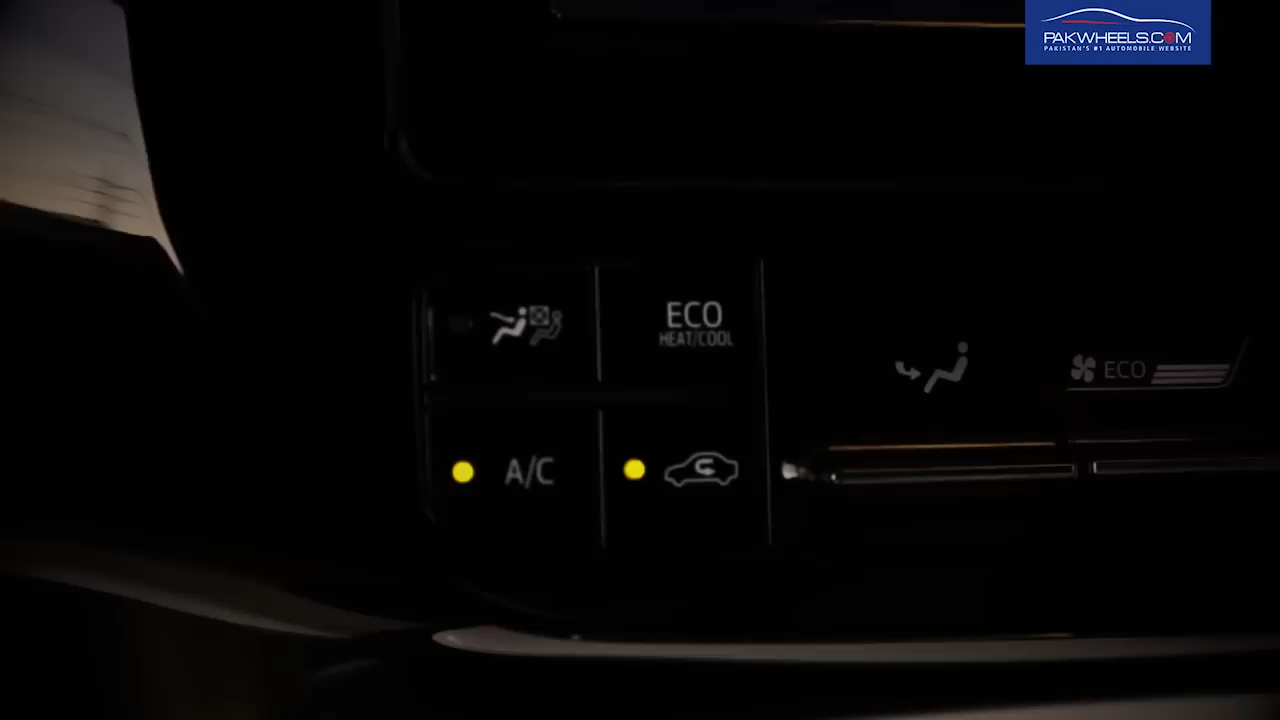 PAKWHEELS.COM
PAKISTAN'S #1 AUTOMOBILE WEBSITE
ECO
HEAT/COOL
ECO
A/C